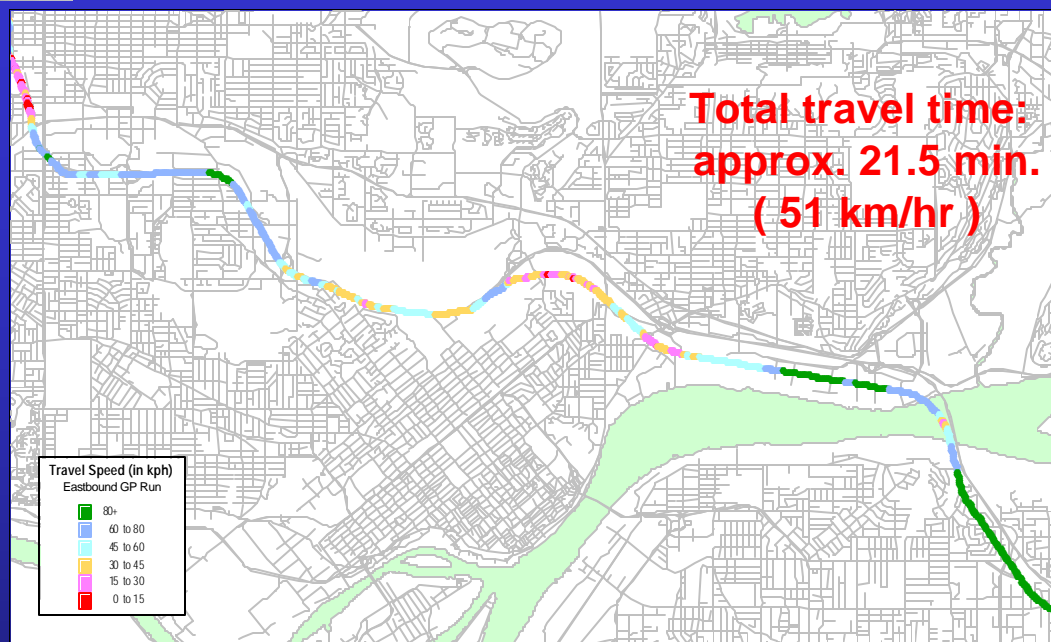 Total travel time:
approx. 21.5 min.
( 51 km/hr )
Travel Speed (in kph)
Eastbound GP Run
80+
60 to 80
45 to 60
30 to 45
15 to 30
0 to 15